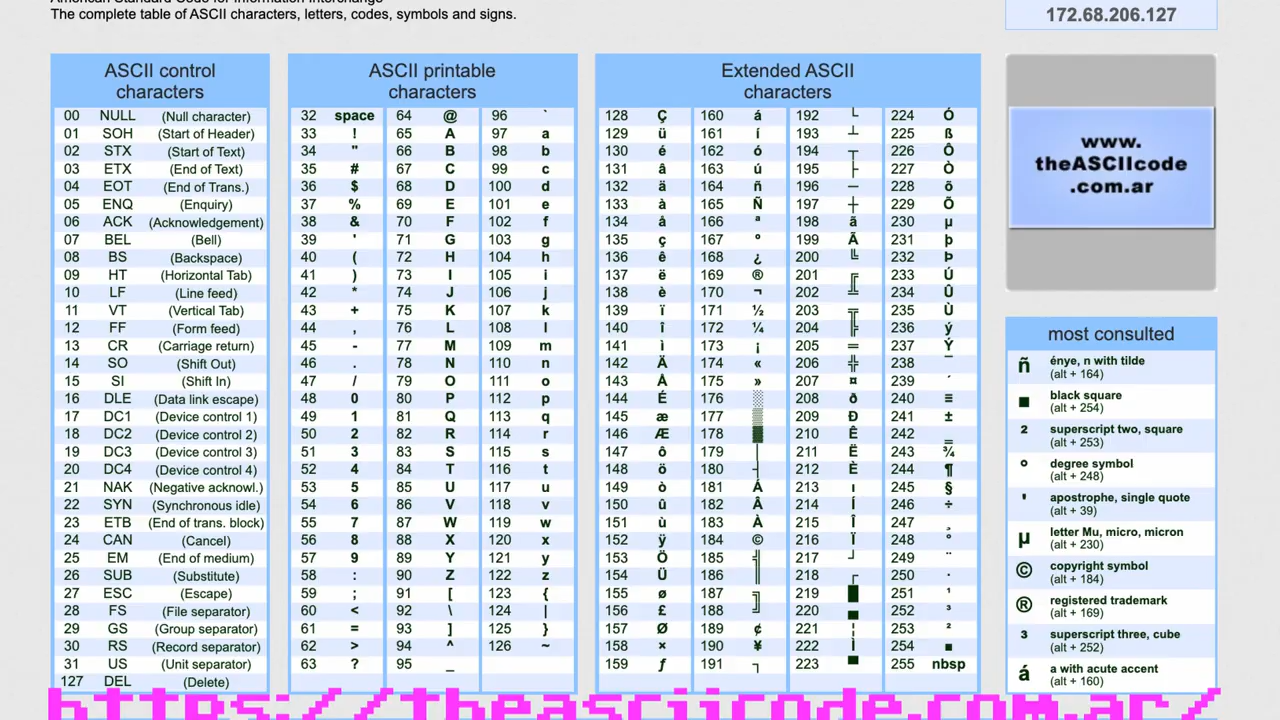 American Standard Code for Information Interchange
The complete table of ASCII characters, letters, codes, symbols and signs.
172.68.206.127
ASCII control
characters
00 NULL (Null character)
01 SOH (Start of Header)
02 STX (Start of Text)
03 ETX (End of Text)
04 EOT (End of Trans.)
05 ENQ (Enquiry)
06 ACK (Acknowledgement)
07 BEL (Bell)
08 BS (Backspace)
09 HT (Horizontal Tab)
10 LF (Line feed)
11 VT (Vertical Tab)
12 FF (Form feed)
13 CR (Carriage return)
14 SO (Shift Out)
15 SI (Shift In)
16 DLE (Data link escape)
17 DC1 (Device control 1)
18 DC2 (Device control 2)
19 DC3 (Device control 3)
20 DC4 (Device control 4)
21 NAK (Negative acknowl.)
22 SYN (Synchronous idle)
23 ETB (End of trans. block)
24 CAN (Cancel)
25 EM (End of medium)
26 SUB (Substitute)
27 ESC (Escape)
28 FS (File separator)
29 GS (Group separator)
30 RS (Record separator)
31 US (Unit separator)
127 DEL (Delete)
ASCII printable
characters
32 space 64 @ 96 `
33 ! 65 A 97 a
34 " 66 B 98 b
35 # 67 C 99 c
36 $ 68 D 100 d
37 % 69 E 101 e
38 & 70 F 102 f
39 ' 71 G 103 g
40 ( 72 H 104 h
41 ) 73 I 105 i
42 * 74 J 106 j
43 + 75 K 107 k
44 , 76 L 108 l
45 - 77 M 109 m
46 . 78 N 110 n
47 / 79 O 111 o
48 0 80 P 112 p
49 1 81 Q 113 q
50 2 82 R 114 r
51 3 83 S 115 s
52 4 84 T 116 t
53 5 85 U 117 u
54 6 86 V 118 v
55 7 87 W 119 w
56 8 88 X 120 x
57 9 89 Y 121 y
58 : 90 Z 122 z
59 ; 91 [ 123 {
60 < 92 \ 124 |
61 = 93 ] 125 }
62 > 94 ^ 126 ~
63 ? 95 _
Extended ASCII
characters
128 Ç 160 á 192 └ 224 Ó
129 ü 161 í 193 ┴ 225 ß
130 é 162 ó 194 ┬ 226 Ô
131 â 163 ú 195 ├ 227 Ò
132 ä 164 ñ 196 ─ 228 õ
133 à 165 Ñ 197 ┼ 229 Õ
134 å 166 ª 198 ã 230 µ
135 ç 167 º 199 Ã 231 þ
136 ê 168 ¿ 200 ╚ 232 Þ
137 ë 169 ® 201 ╔ 233 Ú
138 è 170 ¬ 202 ╩ 234 Û
139 ï 171 ½ 203 ╦ 235 Ù
140 î 172 ¼ 204 ╠ 236 ý
141 ì 173 ¡ 205 ═ 237 Ý
142 Ä 174 « 206 ╬ 238 ¯
143 Å 175 » 207 ¤ 239 ´
144 É 176 ░ 208 ð 240 ≡
145 æ 177 ▒ 209 Ð 241 ±
146 Æ 178 ▓ 210 Ê 242 ‗
147 ô 179 │ 211 Ë 243 ¾
148 ö 180 ┤ 212 È 244 ¶
149 ò 181 Á 213 ı 245 §
150 û 182 Â 214 Í 246 ÷
151 ù 183 À 215 Î 247 ¸
152 ÿ 184 © 216 Ï 248 °
153 Ö 185 ╣ 217 ┘ 249 ¨
154 Ü 186 ║ 218 ┌ 250 ·
155 ø 187 ╗ 219 █ 251 ¹
156 £ 188 ╝ 220 ▄ 252 ³
157 Ø 189 ¢ 221 ¦ 253 ²
158 × 190 ¥ 222 Ì 254 ■
159 ƒ 191 ┐ 223 ▀ 255 nbsp
www.
theASCIIcode
.com.ar
most consulted
ñ énye, n with tilde
(alt + 164)
■ black square
(alt + 254)
² superscript two, square
(alt + 253)
° degree symbol
(alt + 248)
' apostrophe, single quote
(alt + 39)
µ letter Mu, micro, micron
(alt + 230)
© copyright symbol
(alt + 184)
® registered trademark
(alt + 169)
³ superscript three, cube
(alt + 252)
á a with acute accent
(alt + 160)
https://theasciicode.com.ar/